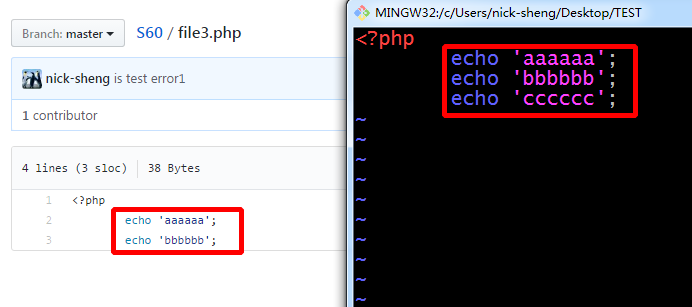 Branch: master S60 / file3.php
nick-sheng is test error1
1 contributor
4 lines (3 sloc) 38 Bytes
1 <?php
2 echo 'aaaaaa';
3 echo 'bbbbbb';
MINGW32:/c/Users/nick-sheng/Desktop/TEST
<?php
echo 'aaaaaa';
echo 'bbbbbb';
echo 'cccccc';
~
~
~
~
~
~
~
~
~